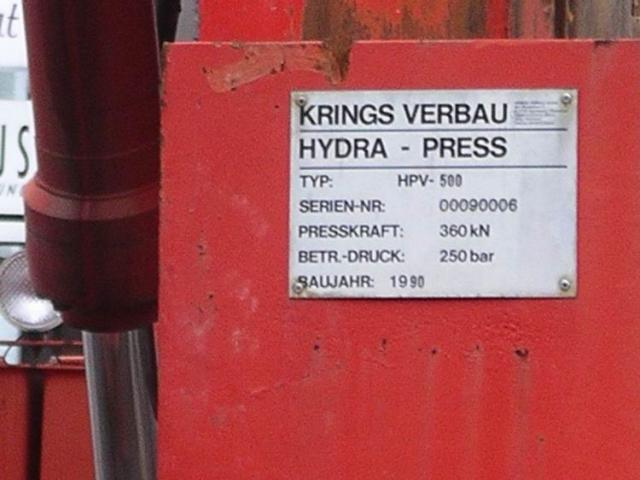 KRINGS VERBAU
HYDRA - PRESS
TYP: HPV- 500
SERIEN-NR: 00090006
PRESSKRAFT: 360 kN
BETR.-DRUCK: 250 bar
BAUJAHR: 1990